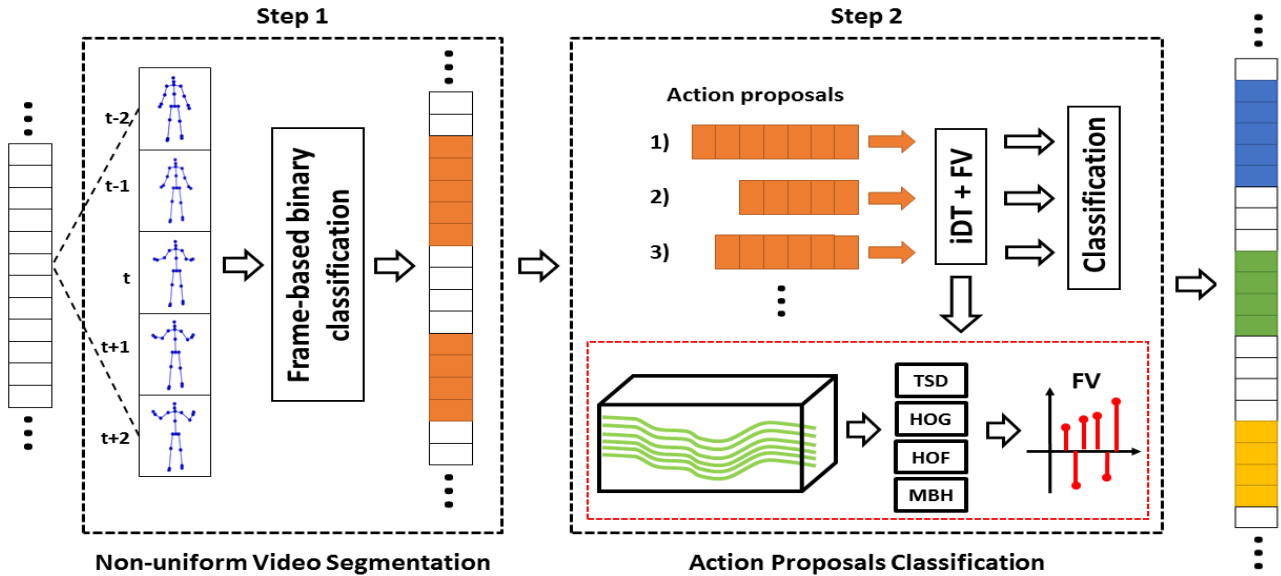 Step 1
Step 2
t-2
t-1
t
t+1
t+2
Frame-based binary
classification
Action proposals
1)
2)
3)
iDT + FV
Classification
TSD
HOG
HOF
MBH
FV
Non-uniform Video Segmentation
Action Proposals Classification